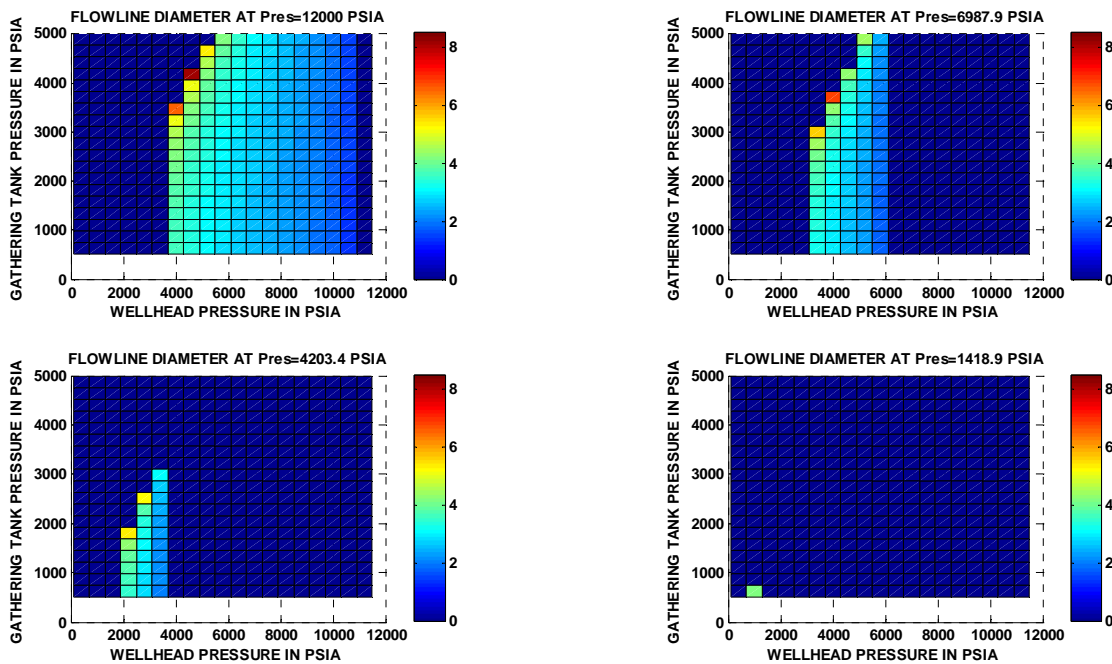 FLOWLINE DIAMETER AT Pres=12000 PSIA
GATHERING TANK PRESSURE IN PSIA
5000
4000
3000
2000
1000
0
0 2000 4000 6000 8000 10000 12000
WELLHEAD PRESSURE IN PSIA
8
6
4
2
0
FLOWLINE DIAMETER AT Pres=6987.9 PSIA
GATHERING TANK PRESSURE IN PSIA
5000
4000
3000
2000
1000
0
0 2000 4000 6000 8000 10000 12000
WELLHEAD PRESSURE IN PSIA
8
6
4
2
0
FLOWLINE DIAMETER AT Pres=4203.4 PSIA
GATHERING TANK PRESSURE IN PSIA
5000
4000
3000
2000
1000
0
0 2000 4000 6000 8000 10000 12000
WELLHEAD PRESSURE IN PSIA
8
6
4
2
0
FLOWLINE DIAMETER AT Pres=1418.9 PSIA
GATHERING TANK PRESSURE IN PSIA
5000
4000
3000
2000
1000
0
0 2000 4000 6000 8000 10000 12000
WELLHEAD PRESSURE IN PSIA
8
6
4
2
0